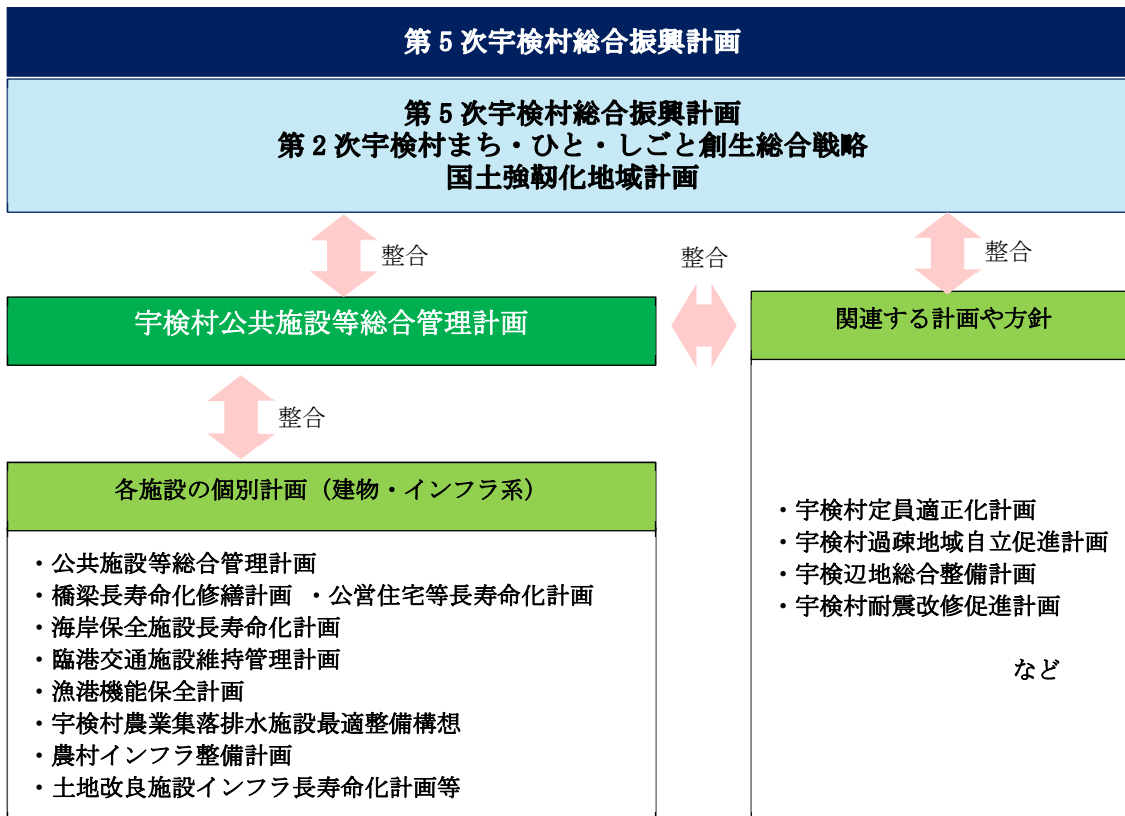 第5次宇検村総合振興計画
第5次宇検村総合振興計画
第2次宇検村まち・ひと・しごと創生総合戦略
国土強靱化地域計画
整合
整合
整合
宇検村公共施設等総合管理計画
関連する計画や方針
整合
各施設の個別計画（建物・インフラ系）
・公共施設等総合管理計画
・橋梁長寿命化修繕計画 ・公営住宅等長寿命化計画
・海岸保全施設長寿命化計画
・臨港交通施設維持管理計画
・漁港機能保全計画
・宇検村農業集落排水施設最適整備構想
・農村インフラ整備計画
・土地改良施設インフラ長寿命化計画等
・宇検村定員適正化計画
・宇検村過疎地域自立促進計画
・宇検辺地総合整備計画
・宇検村耐震改修促進計画
など